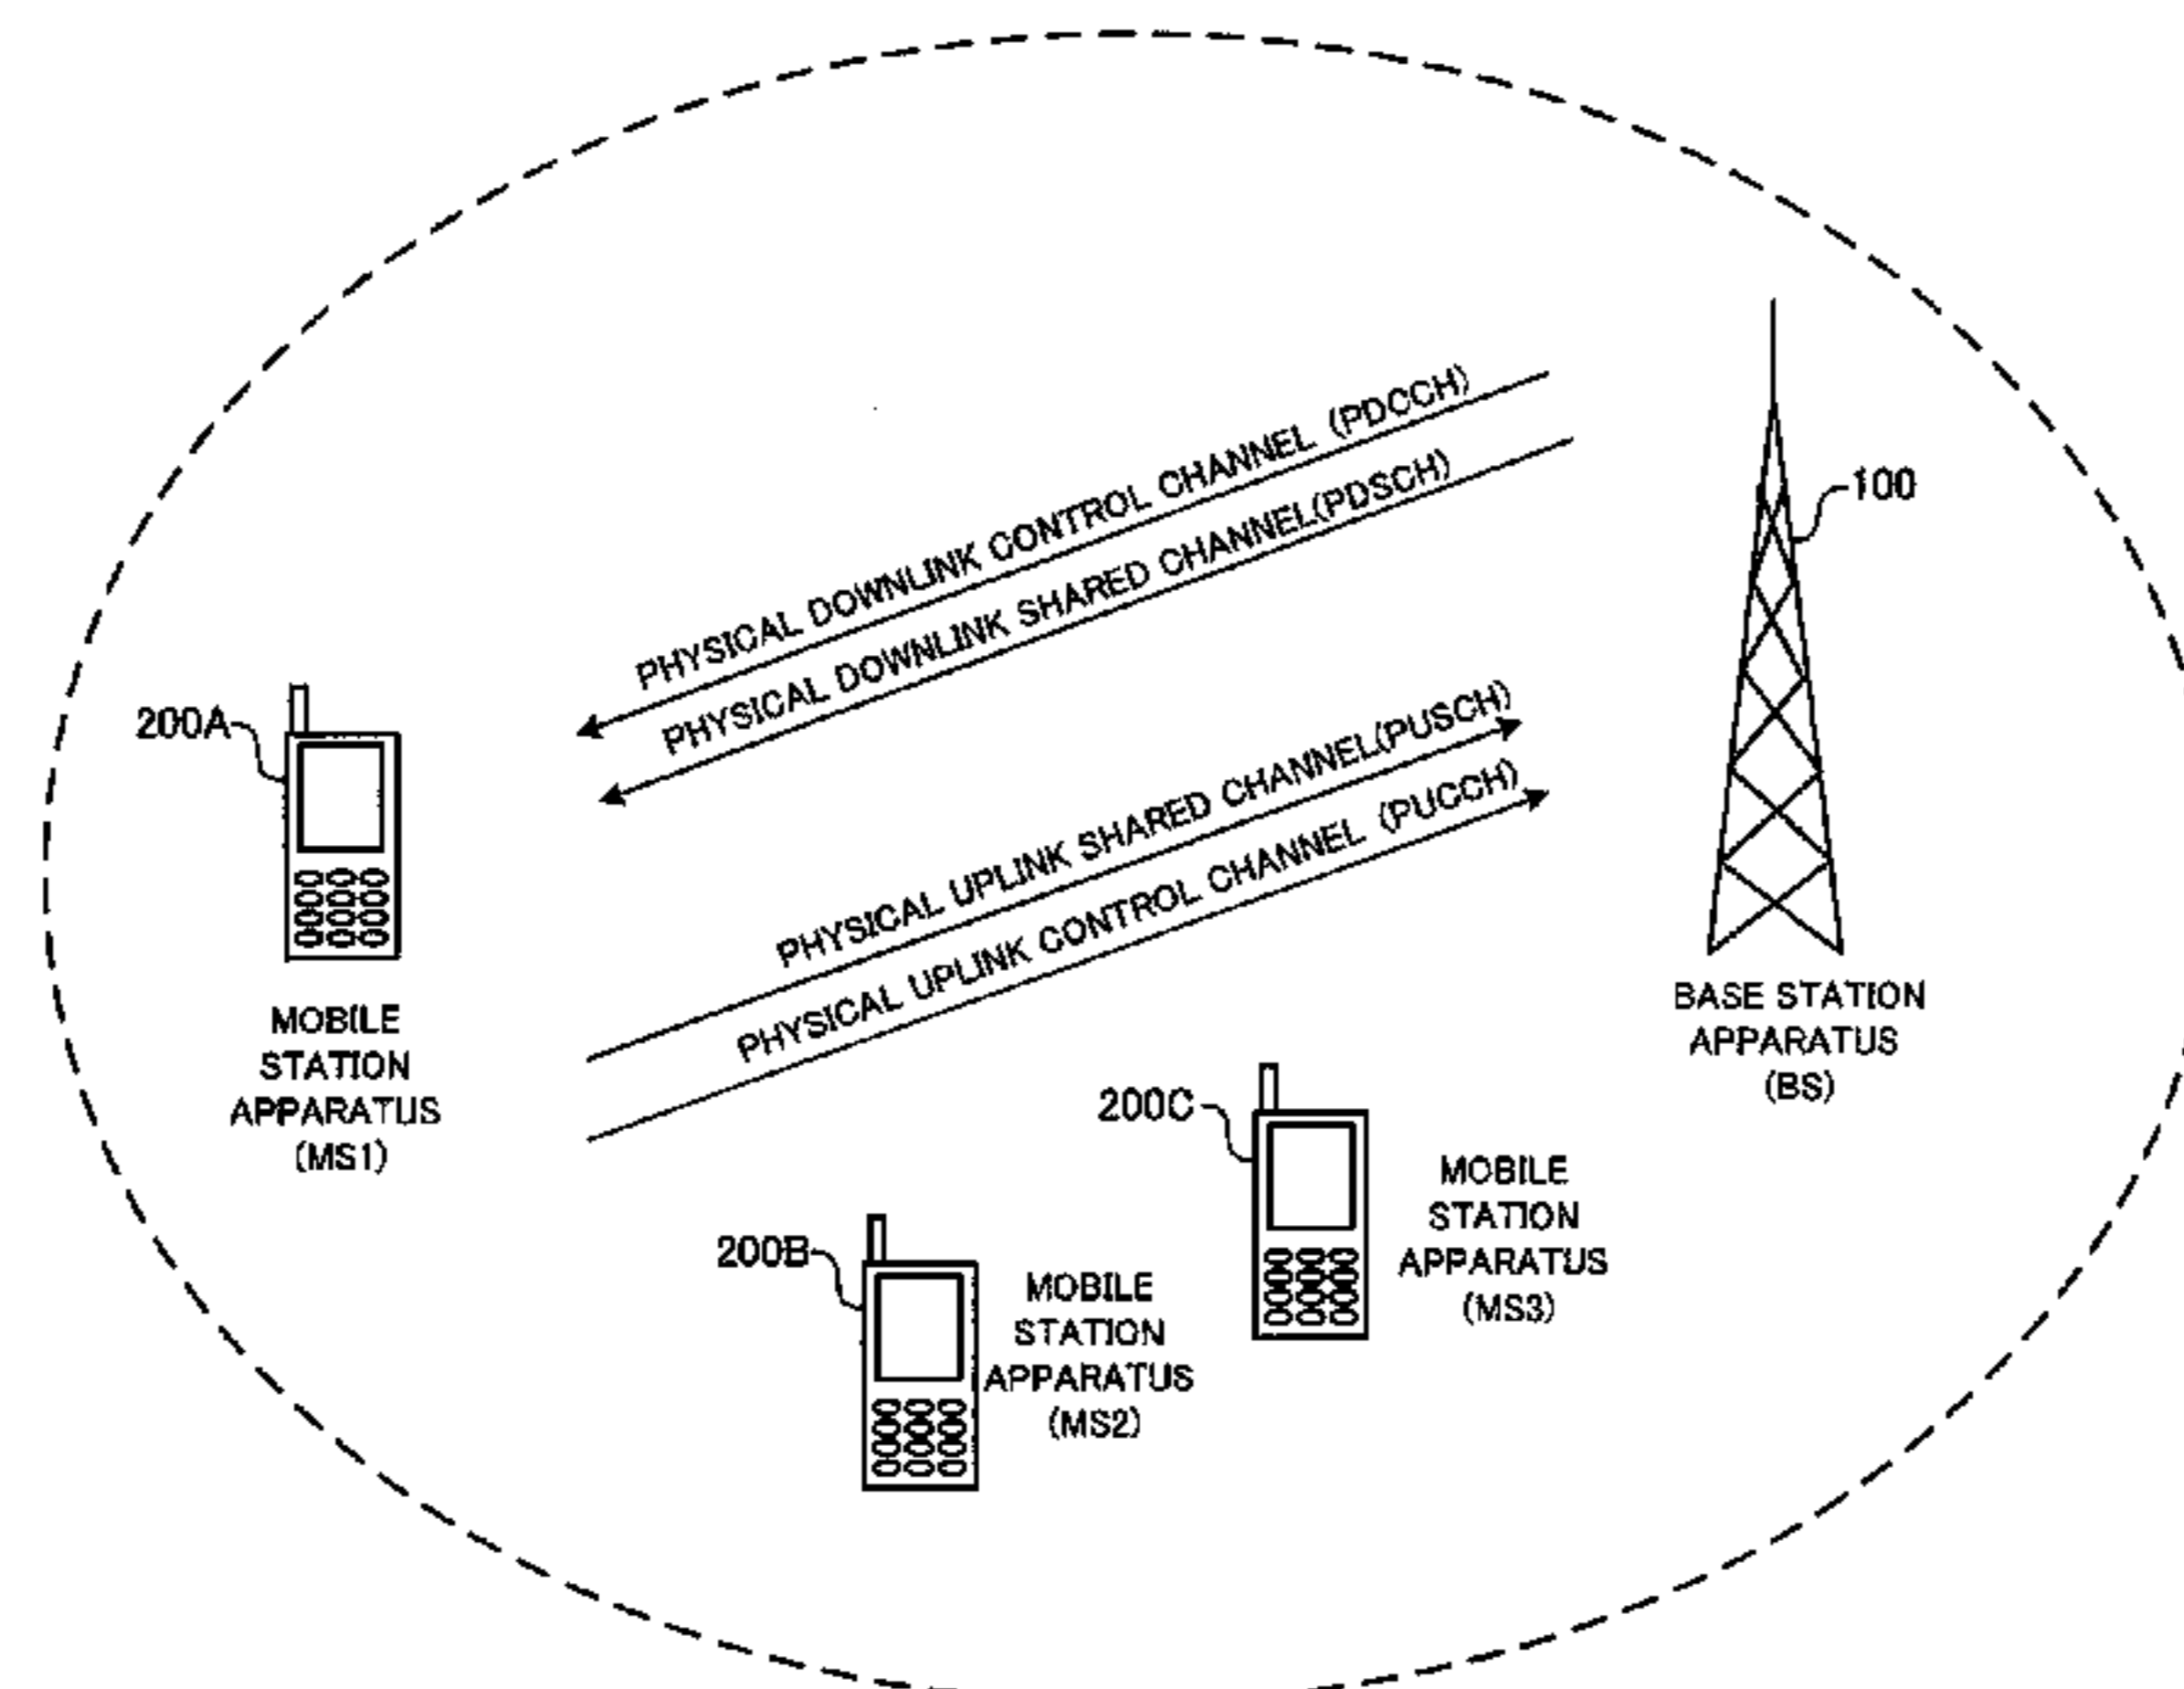 PHYSICAL DOWNLINK CONTROL CHANNEL (PDCCH)
PHYSICAL DOWNLINK SHARED CHANNEL(PDSCH)
100
PHYSICAL UPLINK SHARED CHANNEL(PUSCH)
PHYSICAL UPLINK CONTROL CHANNEL (PUCCH)
200A
MOBILE
STATION
APPARATUS
(MS1)
BASE STATION
APPARATUS
(BS)
200C
MOBILE
STATION
APPARATUS
(MS3)
200B
MOBILE
STATION
APPARATUS
(MS2)